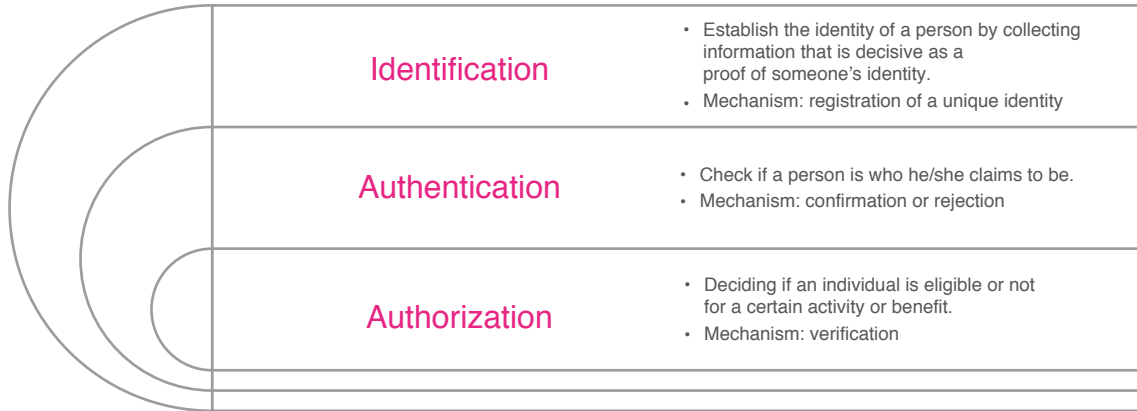 Identification
• Establish the identity of a person by collecting
information that is decisive as a
proof of someone’s identity.
• Mechanism: registration of a unique identity
Authentication
• Check if a person is who he/she claims to be.
• Mechanism: confirmation or rejection
Authorization
• Deciding if an individual is eligible or not
for a certain activity or benefit.
• Mechanism: verification